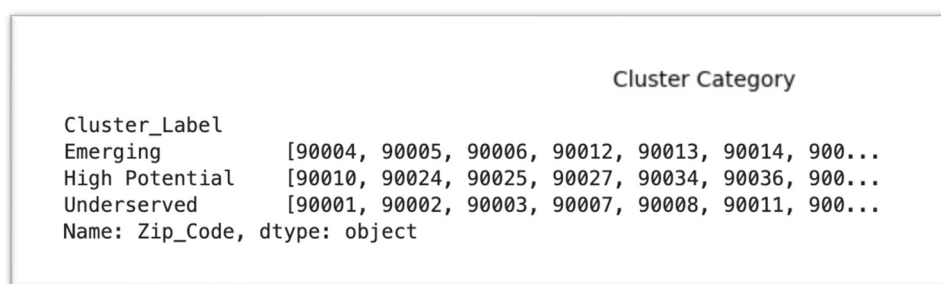 Cluster Category
Cluster_Label
Emerging [90004, 90005, 90006, 90012, 90013, 90014, 900...
High Potential [90010, 90024, 90025, 90027, 90034, 90036, 900...
Underserved [90001, 90002, 90003, 90007, 90008, 90011, 900...
Name: Zip_Code, dtype: object